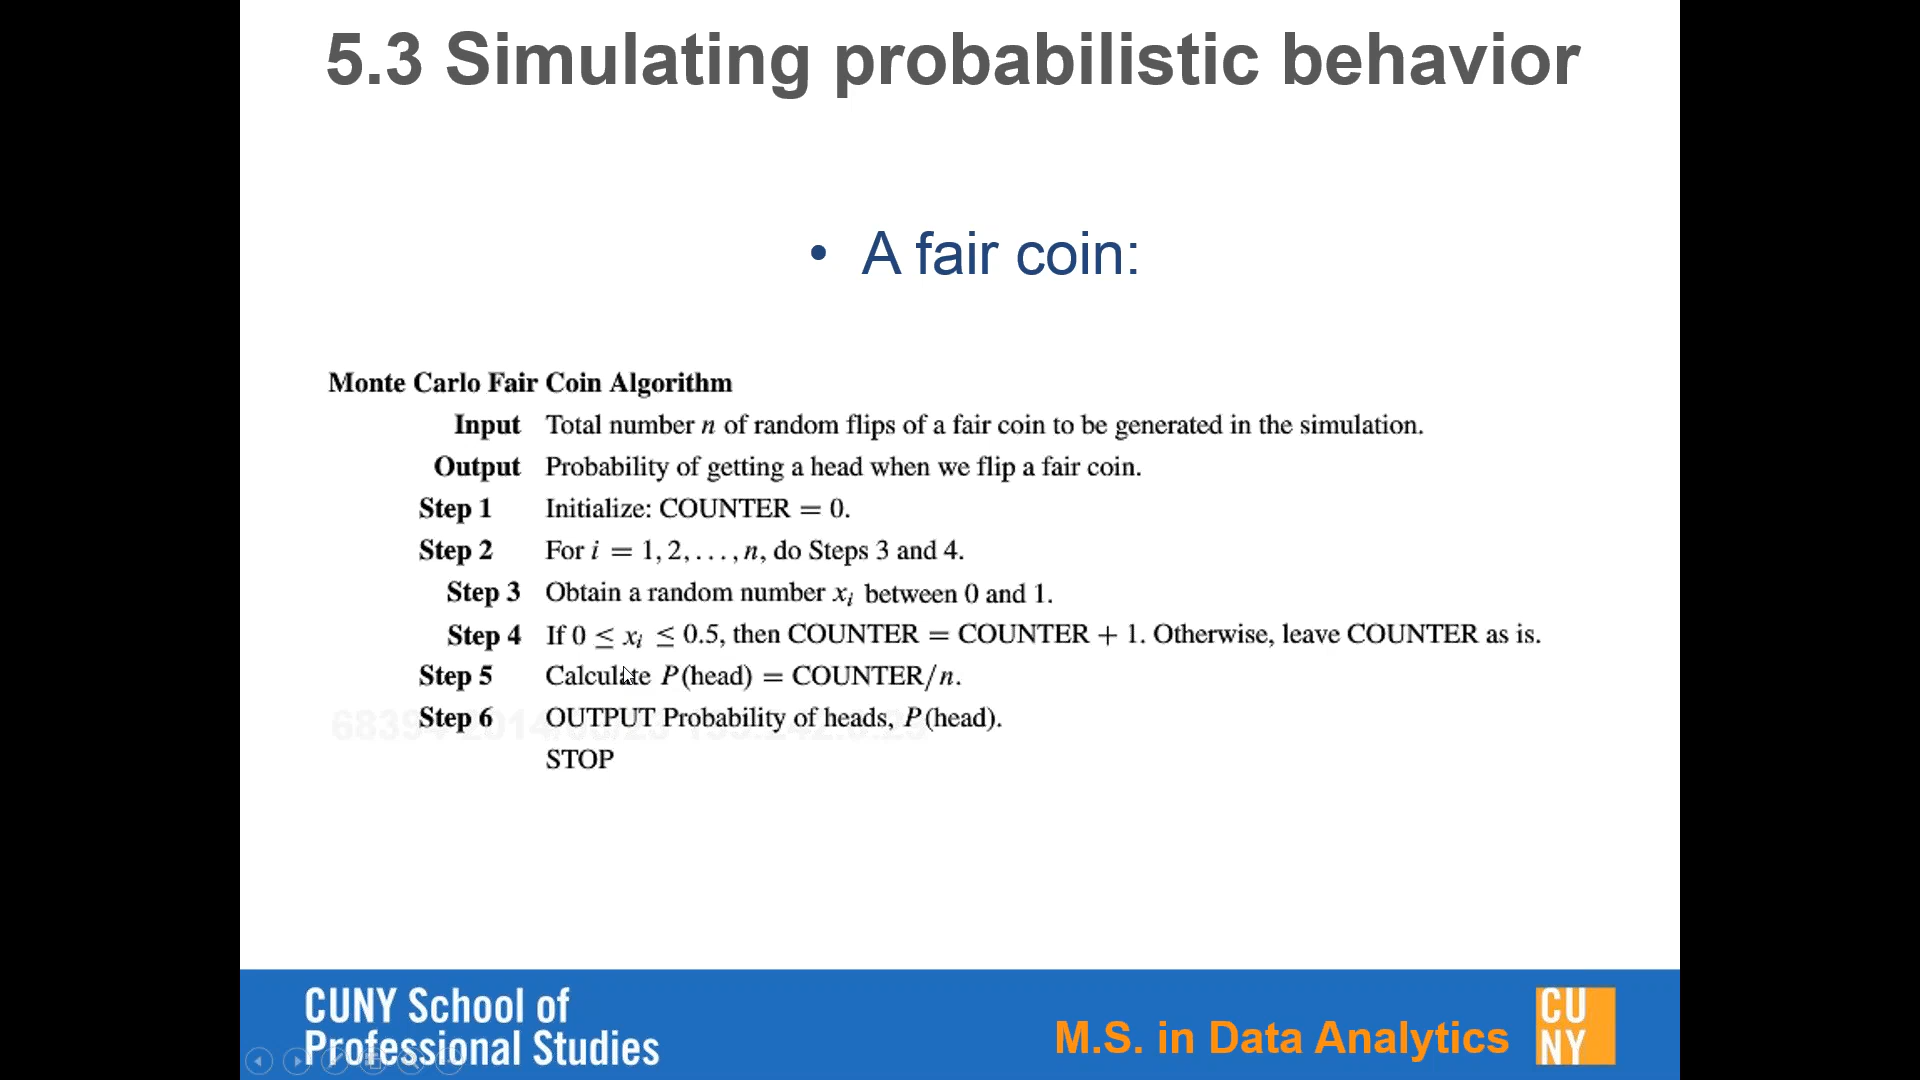 5.3 Simulating probabilistic behavior
• A fair coin:
Monte Carlo Fair Coin Algorithm
Input Total number n of random flips of a fair coin to be generated in the simulation.
Output Probability of getting a head when we flip a fair coin.
Step 1 Initialize: COUNTER = 0.
Step 2 For i = 1, 2, . . . , n, do Steps 3 and 4.
Step 3 Obtain a random number xᵢ between 0 and 1.
Step 4 If 0 ≤ xᵢ ≤ 0.5, then COUNTER = COUNTER + 1. Otherwise, leave COUNTER as is.
Step 5 Calculate P(head) = COUNTER/n.
Step 6 OUTPUT Probability of heads, P(head).
STOP
CUNY School of
Professional Studies
M.S. in Data Analytics
CU
NY